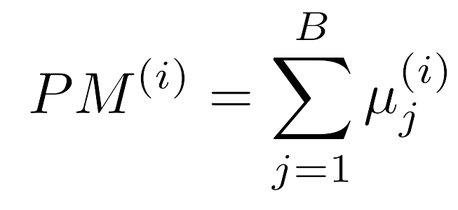 PM^{(i)} = \sum_{j=1}^{B} \mu_j^{(i)}